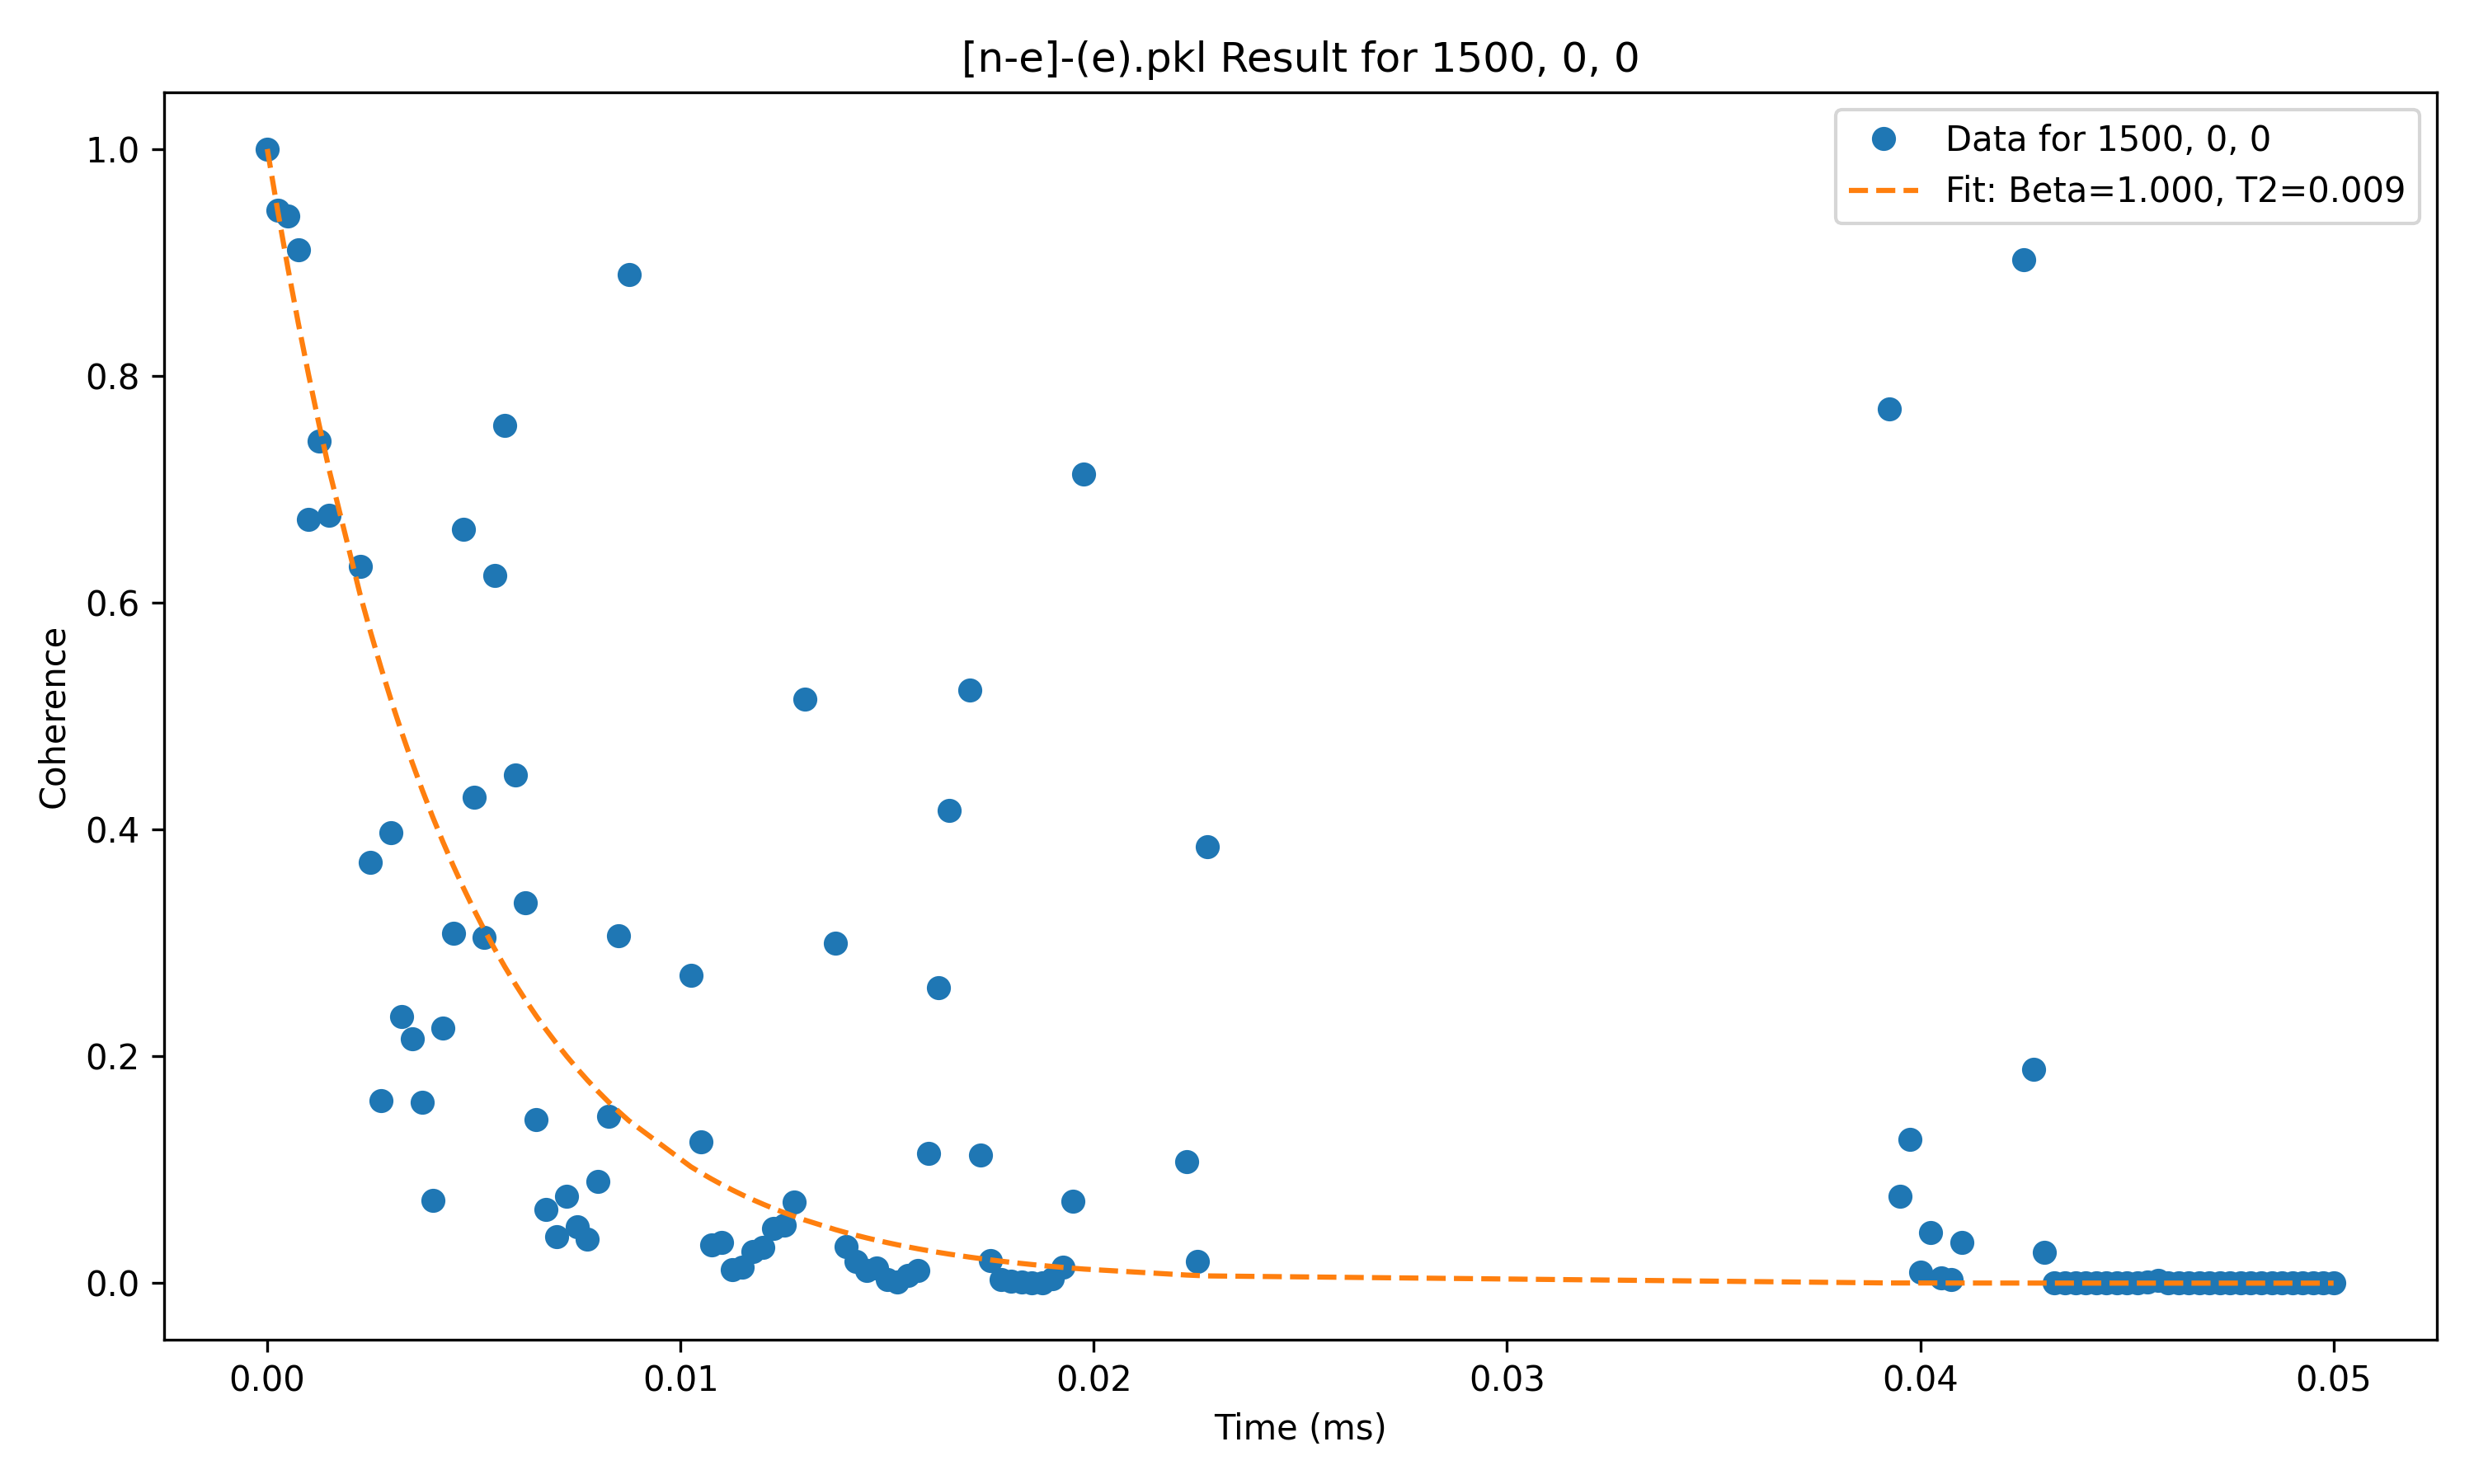 [n-e]-(e).pkl Result for 1500, 0, 0
Data for 1500, 0, 0
Fit: Beta=1.000, T2=0.009
Coherence
1.0
0.8
0.6
0.4
0.2
0.0
0.00 0.01 0.02 0.03 0.04 0.05
Time (ms)